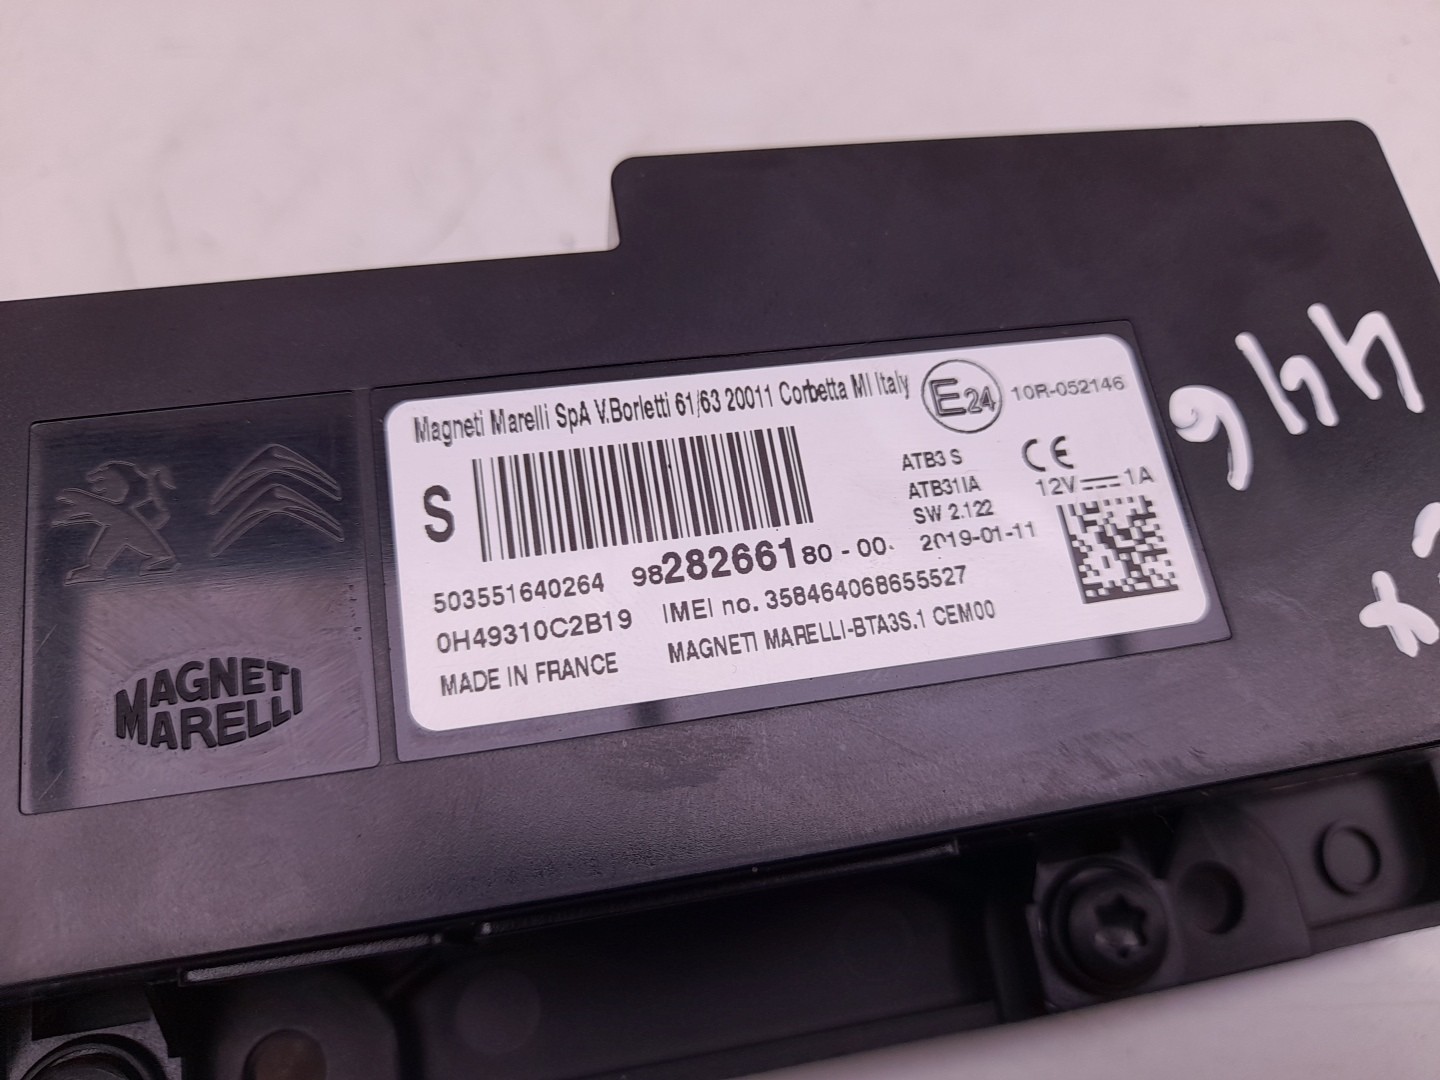 Magneti Marelli SpA V.Borletti 61/63 20011 Corbetta MI Italy
E24 10R-052146
S
ATB3 S
ATB31IA
SW 2.122
CE
12V 1A
503551640264 9828266180-00. 2019-01-11
0H49310C2B19 IMEI no. 358464068655527
MADE IN FRANCE MAGNETI MARELLI-BTA3S.1 CEM00
MAGNETI
MARELLI